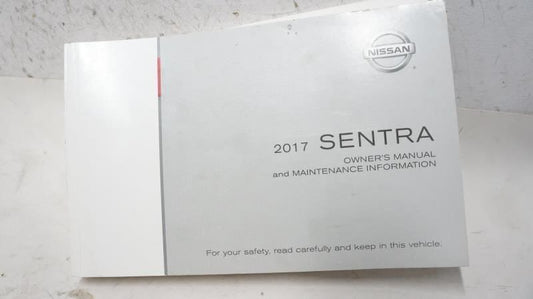 NISSAN
2017 SENTRA
OWNER'S MANUAL
and MAINTENANCE INFORMATION
For your safety, read carefully and keep in this vehicle.